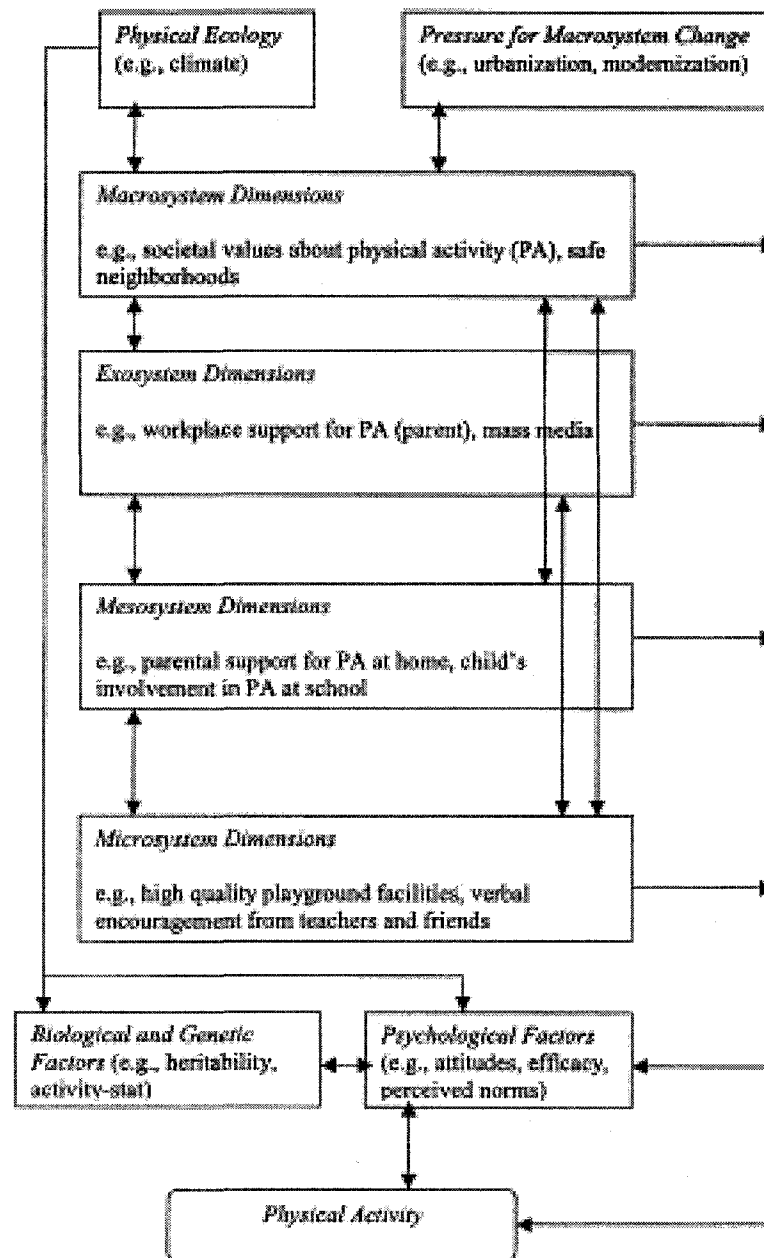 Physical Ecology
(e.g., climate)
Pressure for Macrosystem Change
(e.g., urbanization, modernization)
Macrosystem Dimensions
e.g., societal values about physical activity (PA), safe
neighborhoods
Exosystem Dimensions
e.g., workplace support for PA (parent), mass media
Mesosystem Dimensions
e.g., parental support for PA at home, child's
involvement in PA at school
Microsystem Dimensions
e.g., high quality playground facilities, verbal
encouragement from teachers and friends
Biological and Genetic
Factors (e.g., heritability,
activity-stat)
Psychological Factors
(e.g., attitudes, efficacy,
perceived norms)
Physical Activity